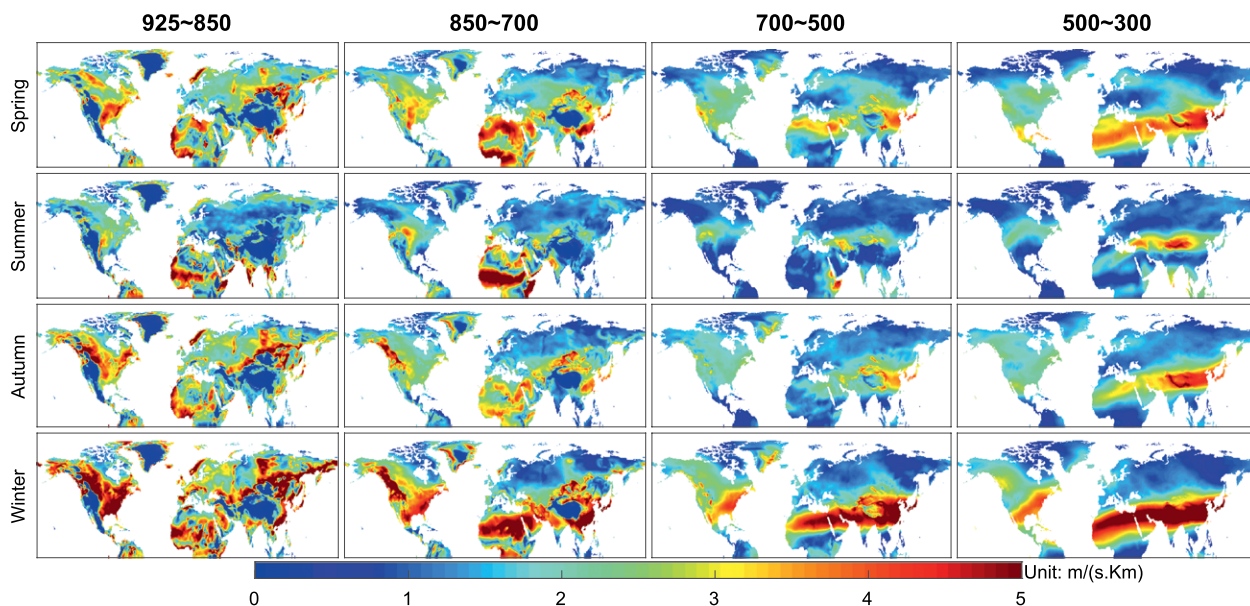 925~850 850~700 700~500 500~300
Spring
Summer
Autumn
Winter
Unit: m/(s.Km)
0 1 2 3 4 5